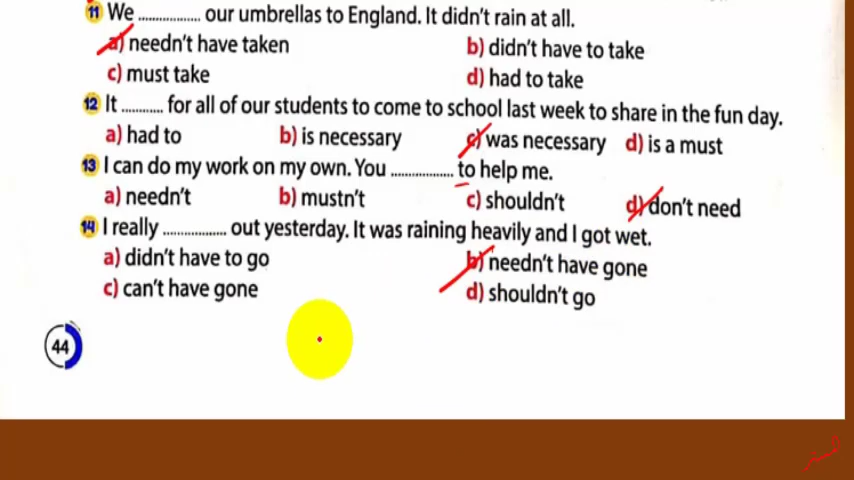 11 We .................. our umbrellas to England. It didn't rain at all.
a) needn't have taken b) didn't have to take
c) must take d) had to take
12 It ............ for all of our students to come to school last week to share in the fun day.
a) had to b) is necessary c) was necessary d) is a must
13 I can do my work on my own. You .................. to help me.
a) needn't b) mustn't c) shouldn't d) don't need
14 I really .................. out yesterday. It was raining heavily and I got wet.
a) didn't have to go b) needn't have gone
c) can't have gone d) shouldn't go
44